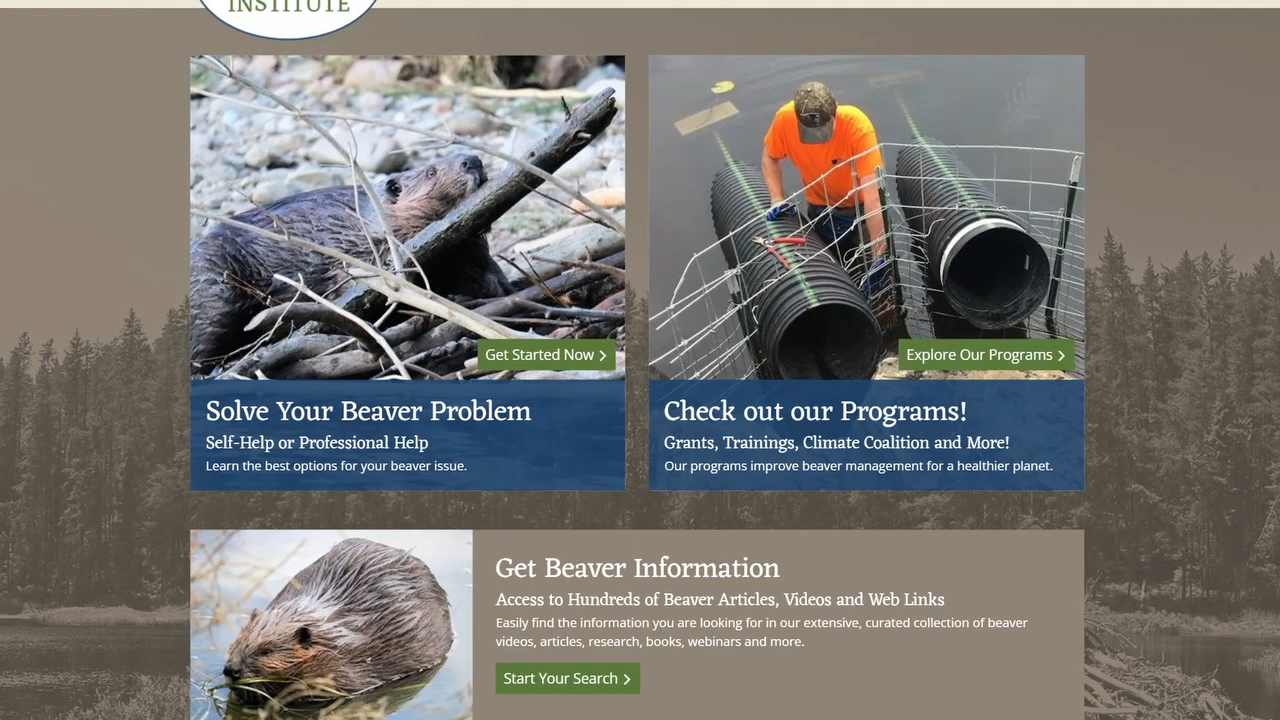 INSTITUTE
Get Started Now
Explore Our Programs
Solve Your Beaver Problem
Self-Help or Professional Help
Learn the best options for your beaver issue.
Check out our Programs!
Grants, Trainings, Climate Coalition and More!
Our programs improve beaver management for a healthier planet.
Get Beaver Information
Access to Hundreds of Beaver Articles, Videos and Web Links
Easily find the information you are looking for in our extensive, curated collection of beaver
videos, articles, research, books, webinars and more.
Start Your Search